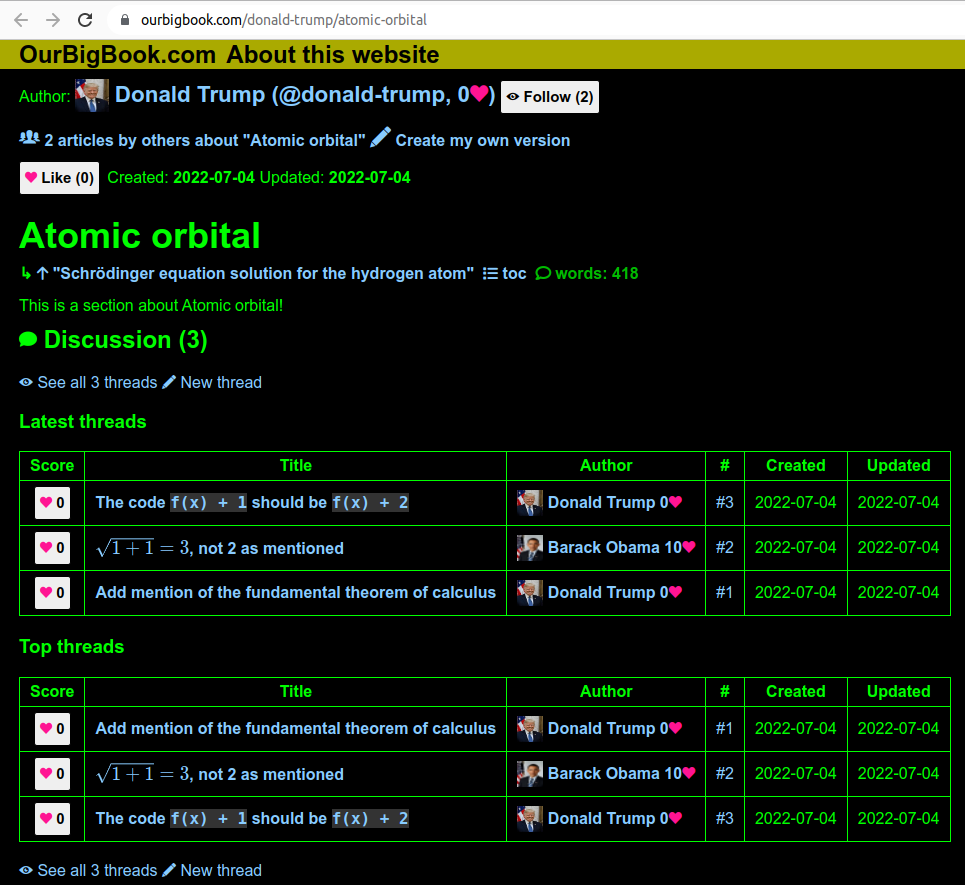 ourbigbook.com/donald-trump/atomic-orbital
OurBigBook.com About this website
Author: Donald Trump (@donald-trump, 0♥) Follow (2)
2 articles by others about "Atomic orbital" Create my own version
♥ Like (0) Created: 2022-07-04 Updated: 2022-07-04
Atomic orbital
↳ ↑ "Schrödinger equation solution for the hydrogen atom" toc words: 418
This is a section about Atomic orbital!
Discussion (3)
See all 3 threads New thread
Latest threads
Score Title Author # Created Updated
♥ 0 The code f(x) + 1 should be f(x) + 2 Donald Trump 0♥ #3 2022-07-04 2022-07-04
♥ 0 √1 + 1 = 3, not 2 as mentioned Barack Obama 10♥ #2 2022-07-04 2022-07-04
♥ 0 Add mention of the fundamental theorem of calculus Donald Trump 0♥ #1 2022-07-04 2022-07-04
Top threads
Score Title Author # Created Updated
♥ 0 Add mention of the fundamental theorem of calculus Donald Trump 0♥ #1 2022-07-04 2022-07-04
♥ 0 √1 + 1 = 3, not 2 as mentioned Barack Obama 10♥ #2 2022-07-04 2022-07-04
♥ 0 The code f(x) + 1 should be f(x) + 2 Donald Trump 0♥ #3 2022-07-04 2022-07-04
See all 3 threads New thread